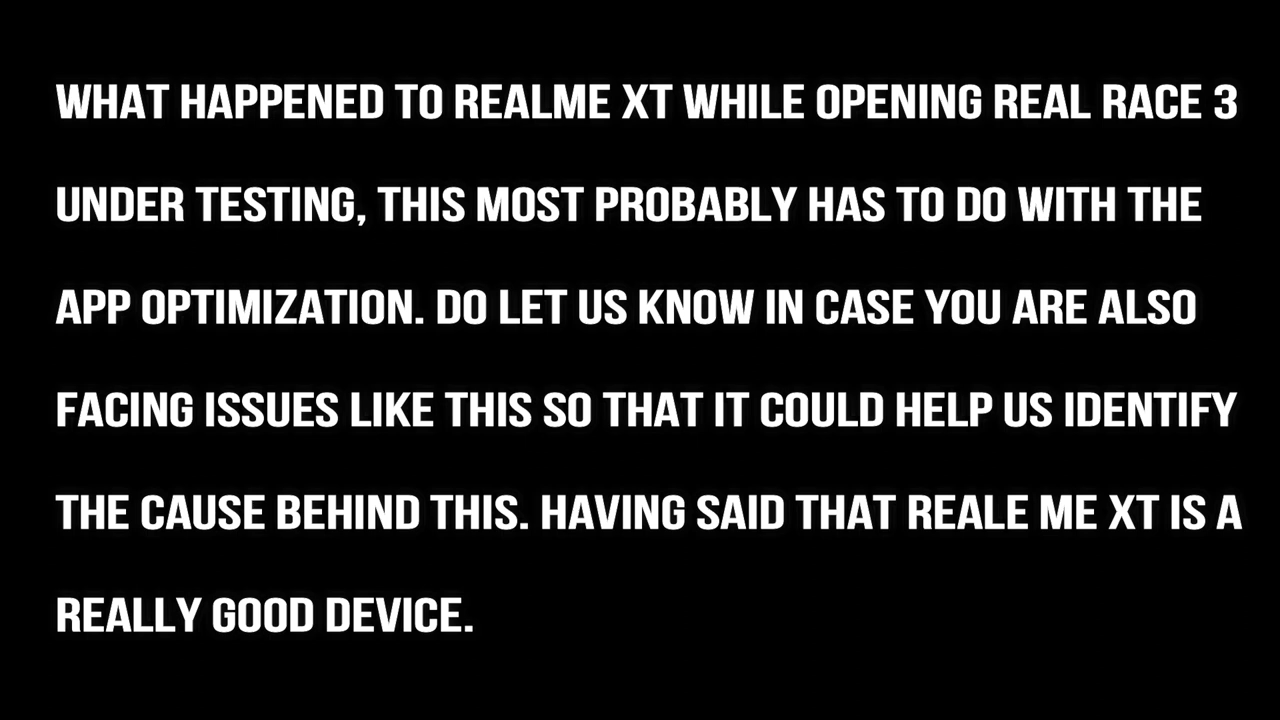 WHAT HAPPENED TO REALME XT WHILE OPENING REAL RACE 3
UNDER TESTING, THIS MOST PROBABLY HAS TO DO WITH THE
APP OPTIMIZATION. DO LET US KNOW IN CASE YOU ARE ALSO
FACING ISSUES LIKE THIS SO THAT IT COULD HELP US IDENTIFY
THE CAUSE BEHIND THIS. HAVING SAID THAT REALE ME XT IS A
REALLY GOOD DEVICE.